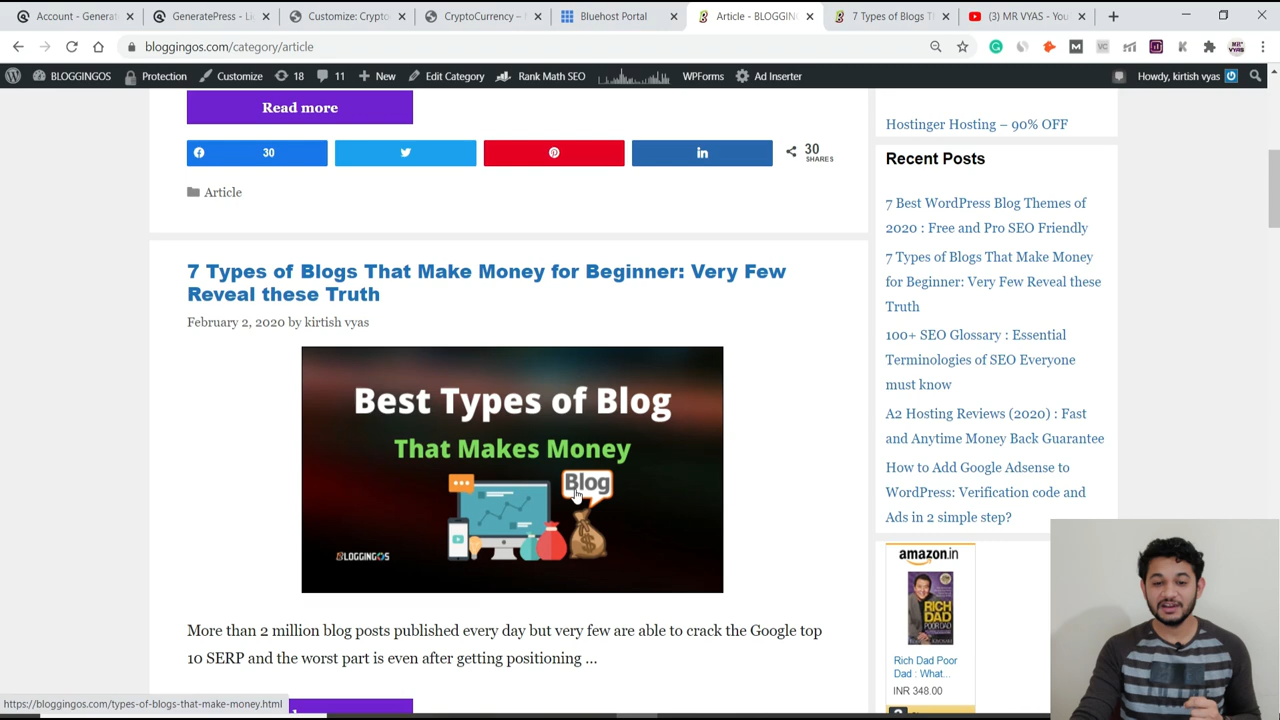 Account - Generate
GeneratePress - Li
Customize: Crypto
CryptoCurrency –
Bluehost Portal
Article - BLOGGING
7 Types of Blogs Th
(3) MR VYAS - You
bloggingos.com/category/article
BLOGGINGOS
Protection
Customize
18
11
New
Edit Category
Rank Math SEO
WPForms
Ad Inserter
Howdy, kirtish vyas
Read more
30
30
SHARES
Article
7 Types of Blogs That Make Money for Beginner: Very Few
Reveal these Truth
February 2, 2020 by kirtish vyas
Best Types of Blog
That Makes Money
Blog
BLOGGINGOS
More than 2 million blog posts published every day but very few are able to crack the Google top
10 SERP and the worst part is even after getting positioning ...
https://bloggingos.com/types-of-blogs-that-make-money.html
Hostinger Hosting – 90% OFF
Recent Posts
7 Best WordPress Blog Themes of
2020 : Free and Pro SEO Friendly
7 Types of Blogs That Make Money
for Beginner: Very Few Reveal these
Truth
100+ SEO Glossary : Essential
Terminologies of SEO Everyone
must know
A2 Hosting Reviews (2020) : Fast
and Anytime Money Back Guarantee
How to Add Google Adsense to
WordPress: Verification code and
Ads in 2 simple step?
amazon.in
RICH
DAD
POOR
DAD
Rich Dad Poor
Dad : What...
INR 348.00